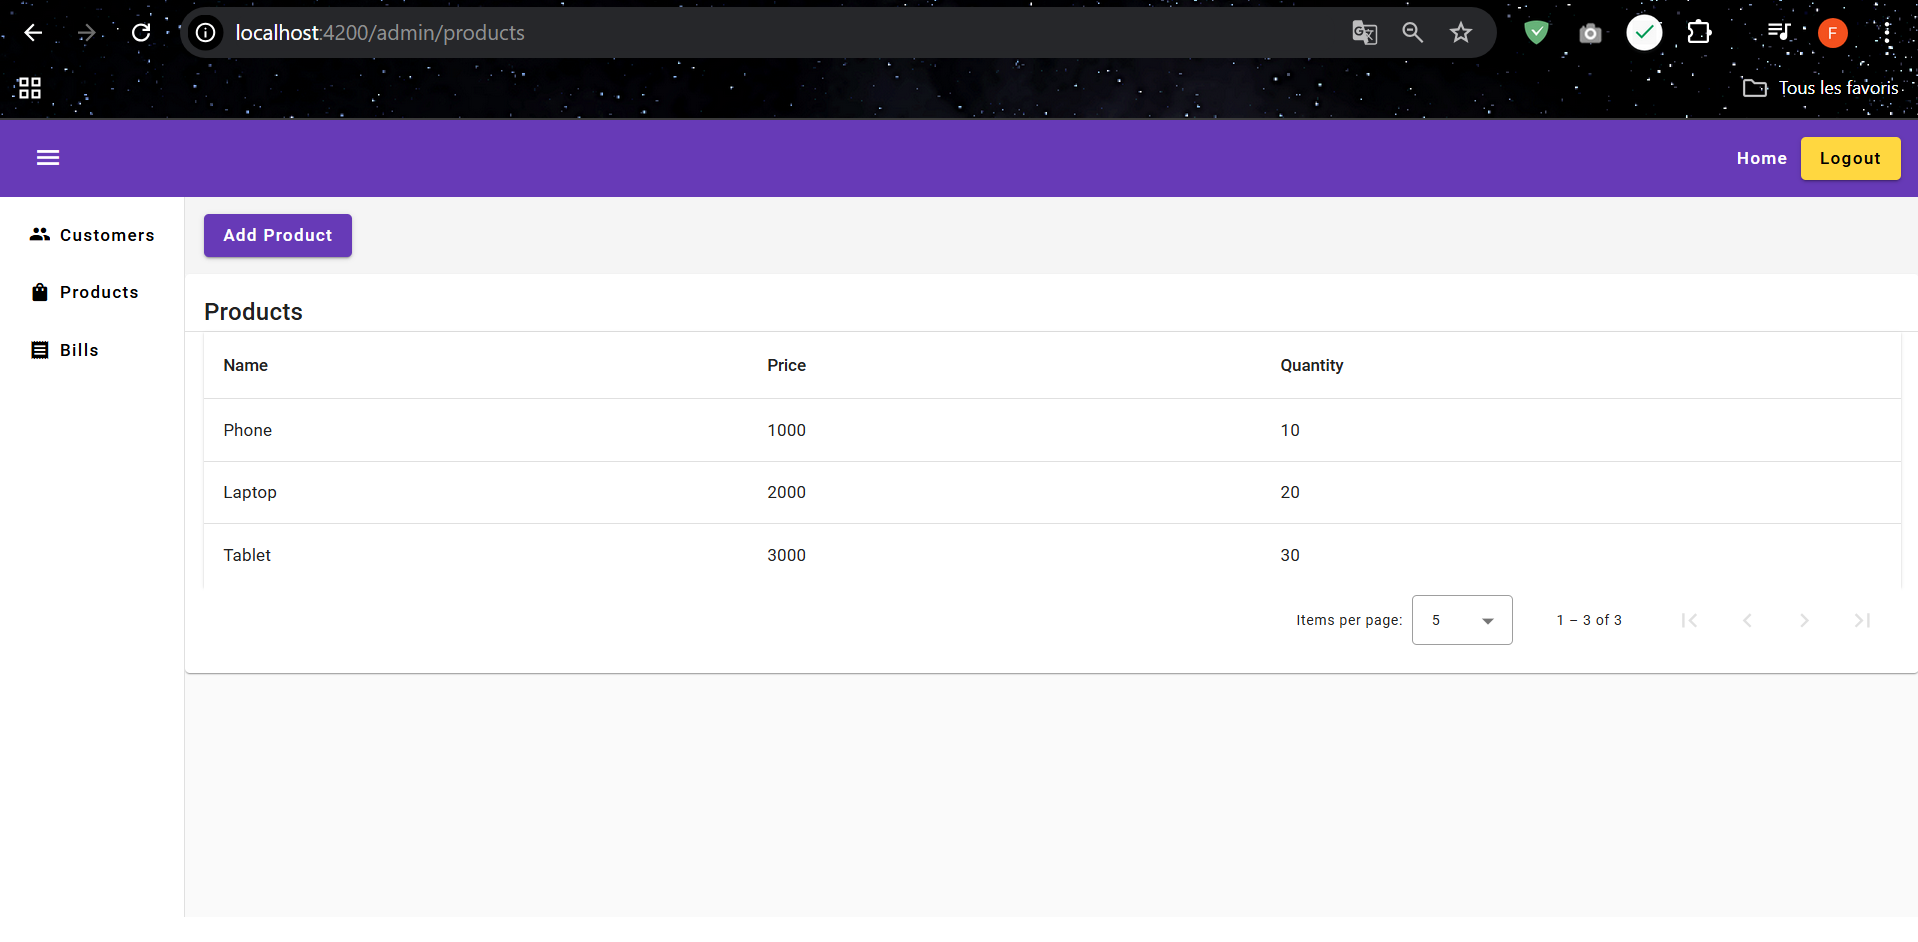 localhost:4200/admin/products
Tous les favoris
Home
Logout
F
Customers
Products
Bills
Add Product
Products
Name Price Quantity
Phone 1000 10
Laptop 2000 20
Tablet 3000 30
Items per page: 5 1 – 3 of 3